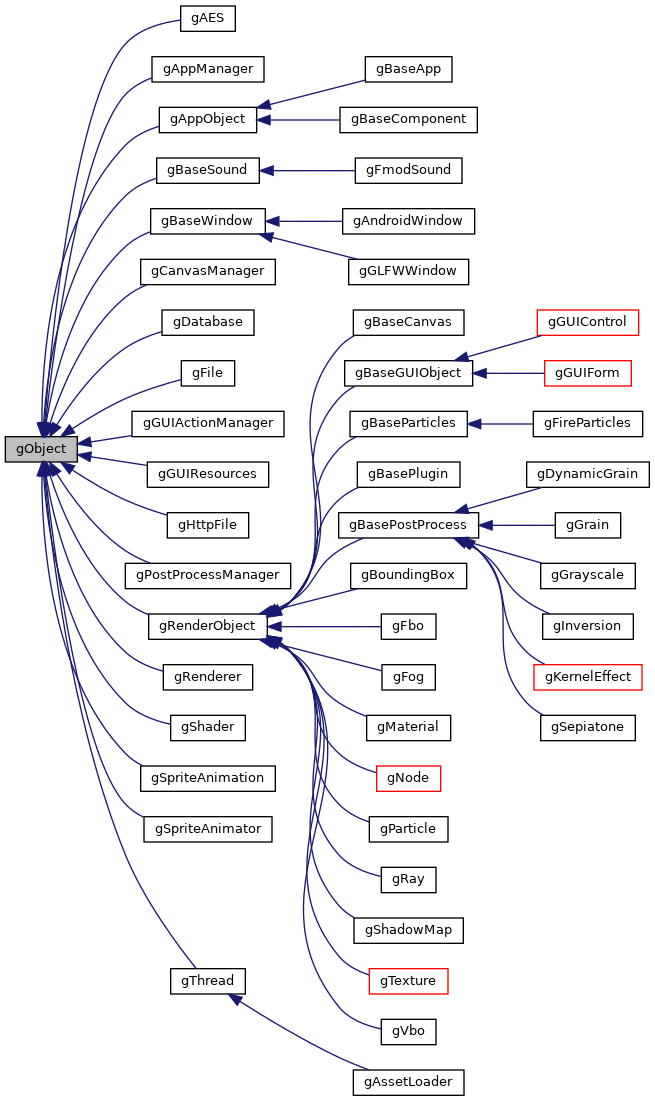 gObject
gAES
gAppManager
gAppObject
gBaseApp
gBaseComponent
gBaseSound
gFmodSound
gBaseWindow
gAndroidWindow
gGLFWWindow
gCanvasManager
gDatabase
gFile
gGUIActionManager
gGUIResources
gHttpFile
gPostProcessManager
gRenderObject
gBaseCanvas
gBaseGUIObject
gGUIControl
gGUIForm
gBaseParticles
gFireParticles
gBasePlugin
gBasePostProcess
gDynamicGrain
gGrain
gGrayscale
gInversion
gKernelEffect
gSepiatone
gBoundingBox
gFbo
gFog
gMaterial
gNode
gParticle
gRay
gShadowMap
gTexture
gVbo
gRenderer
gShader
gSpriteAnimation
gSpriteAnimator
gThread
gAssetLoader